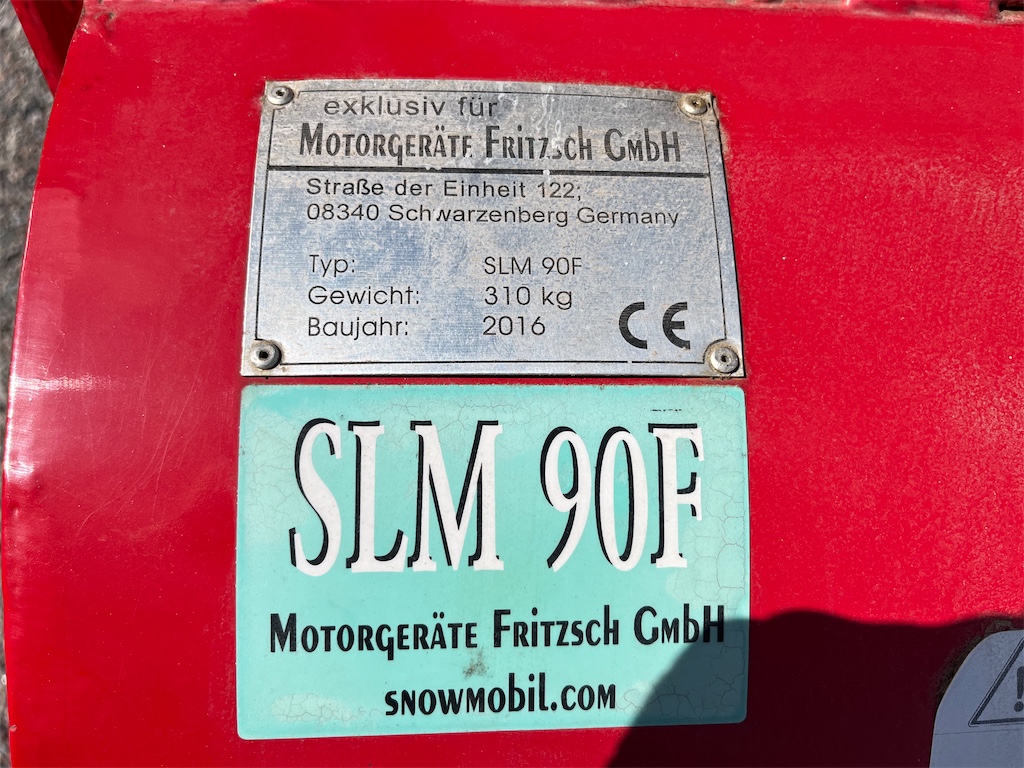 exklusiv für
MOTORGERÄTE FRITZSCH GMBH
Straße der Einheit 122;
08340 Schwarzenberg Germany
Typ: SLM 90F
Gewicht: 310 kg
Baujahr: 2016
CE
SLM 90F
MOTORGERÄTE FRITZSCH GMBH
SNOWMOBIL.COM